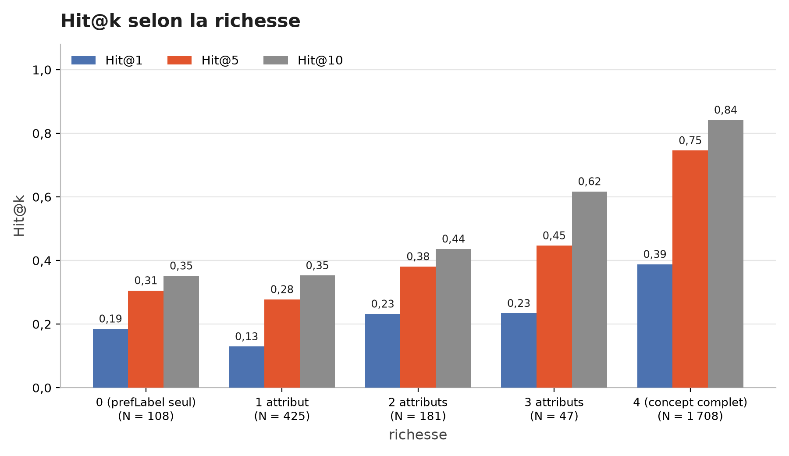 Hit@k selon la richesse
Hit@1 Hit@5 Hit@10
Hit@k
1,0
0,8
0,6
0,4
0,2
0,0
0,19 0,31 0,35
0,13 0,28 0,35
0,23 0,38 0,44
0,23 0,45 0,62
0,39 0,75 0,84
0 (prefLabel seul)
(N = 108)
1 attribut
(N = 425)
2 attributs
(N = 181)
3 attributs
(N = 47)
4 (concept complet)
(N = 1 708)
richesse